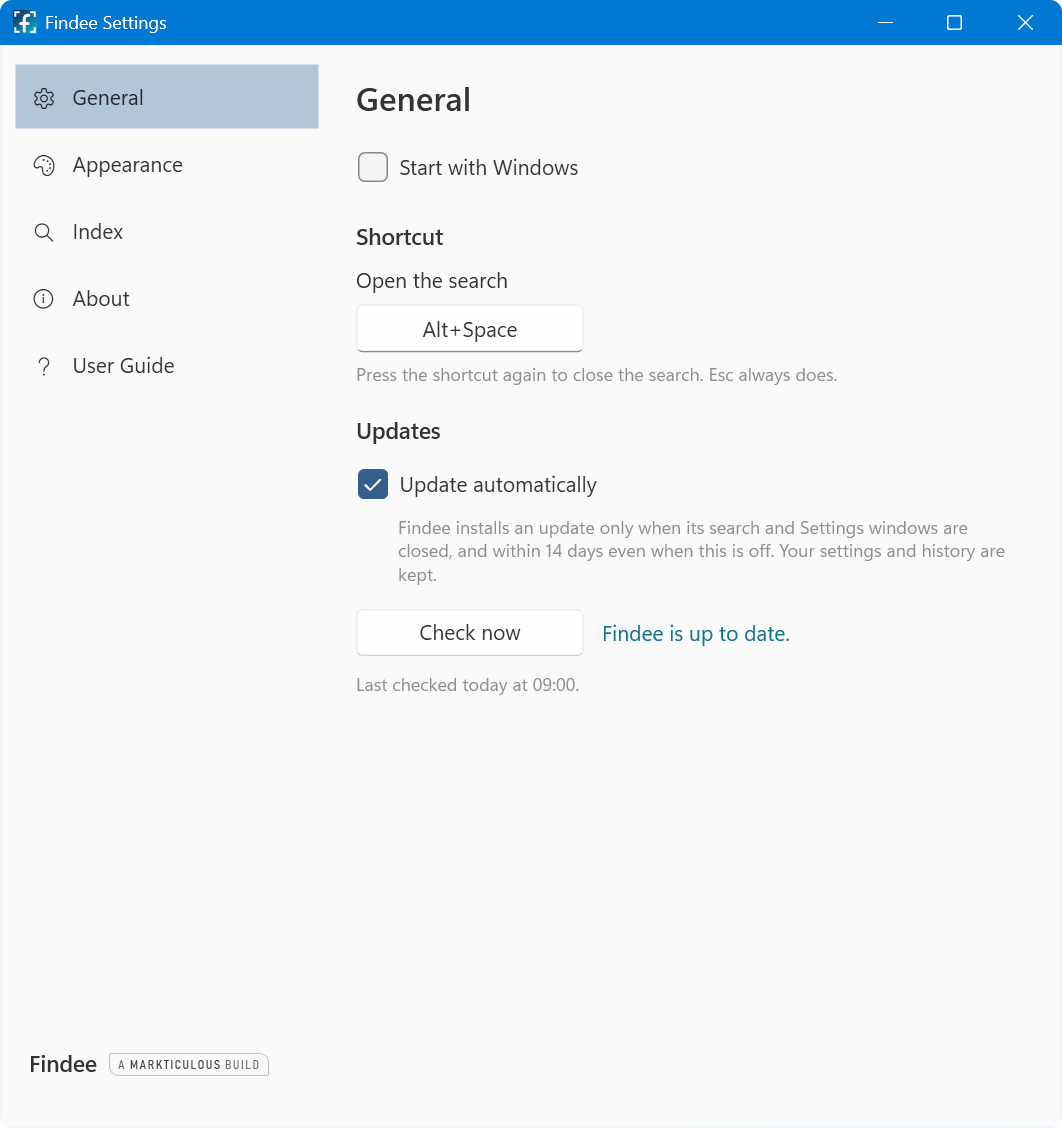 Findee Settings
General
Appearance
Index
About
? User Guide
General
Start with Windows
Shortcut
Open the search
Alt+Space
Press the shortcut again to close the search. Esc always does.
Updates
Update automatically
Findee installs an update only when its search and Settings windows are
closed, and within 14 days even when this is off. Your settings and history are
kept.
Check now
Findee is up to date.
Last checked today at 09:00.
Findee
A MARKTICULOUS BUILD